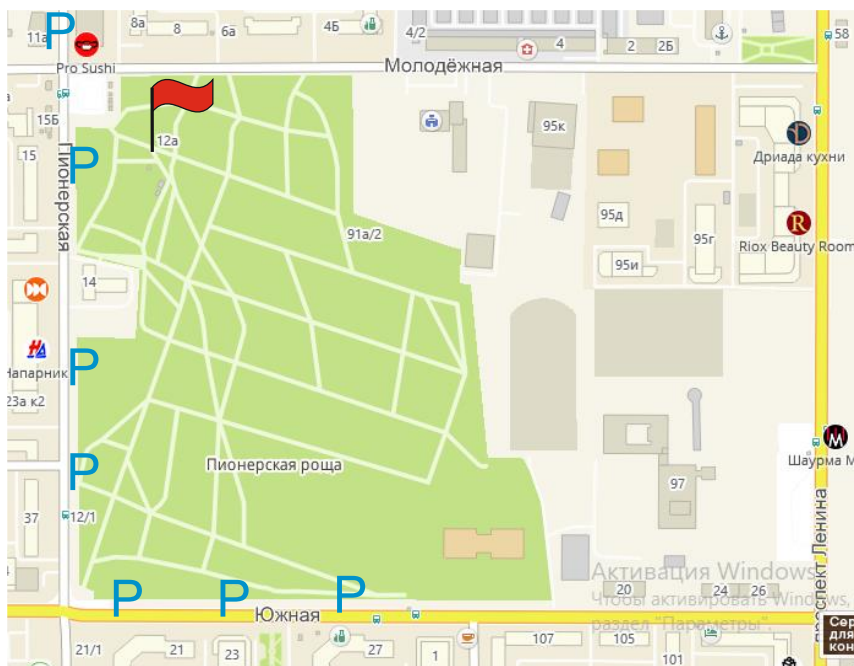 P
11а
8а
8
6а
4Б
4/2
4
2
2Б
58
Pro Sushi
Молодёжная
15Б
15
P
Пионерская
12а
95к
Дриада кухни
91а/2
95д
95г
95и
Riox Beauty Room
14
Напарник
P
23а к2
P
Пионерская роща
Шаурма М
97
37
12/1
проспект Ленина
Активация Windows
Чтобы активировать Windows,
раздел "Параметры".
P
P
P
Южная
20
24
26
Сер
для
кон
21/1
21
23
27
1
107
105
101